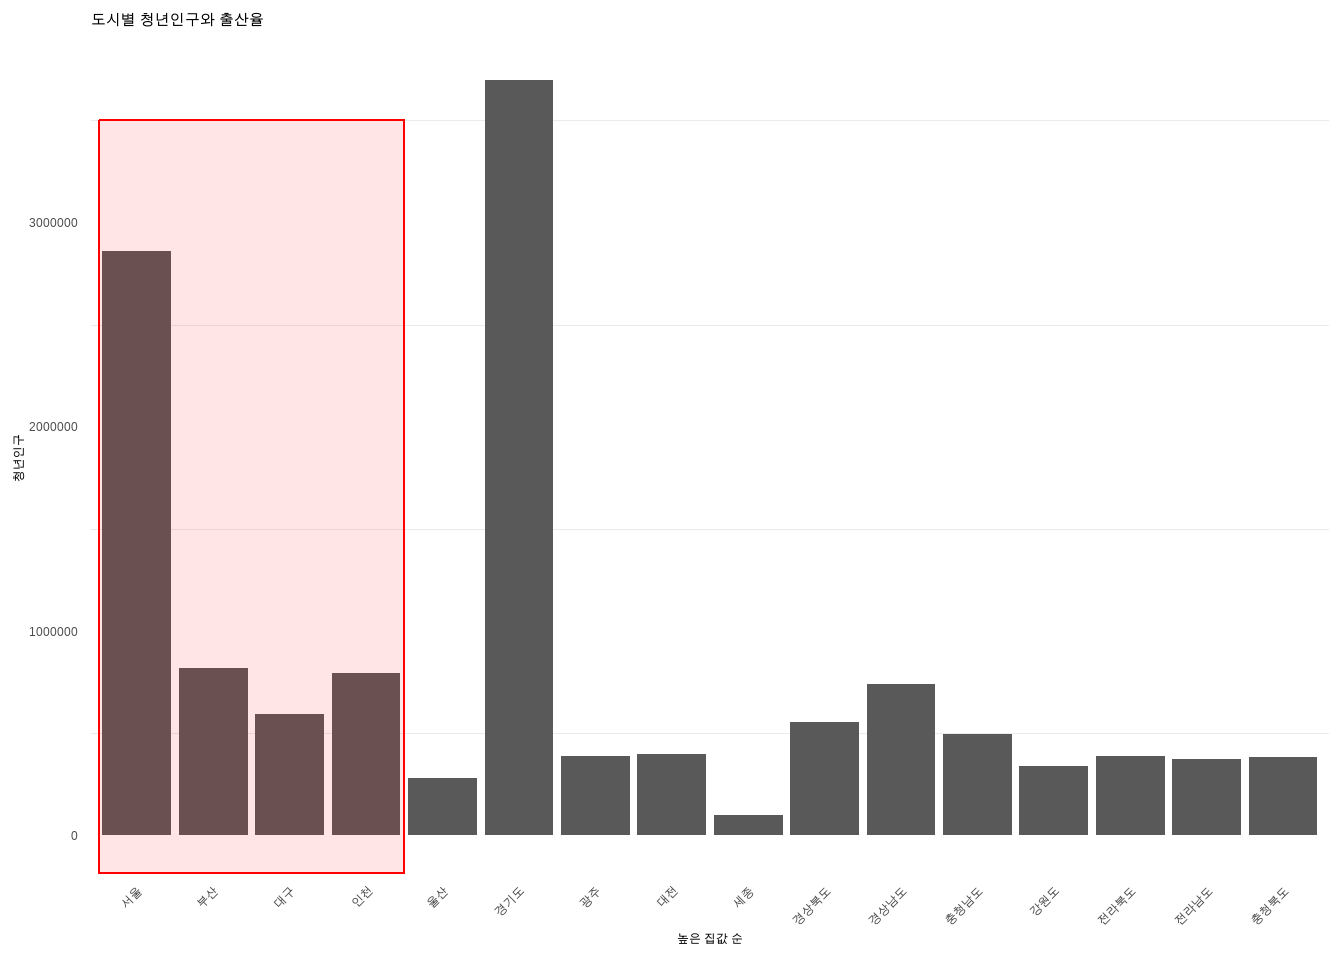 도시별 청년인구와 출산율
청년인구
3000000
2000000
1000000
0
서울
부산
대구
인천
울산
경기도
광주
대전
세종
경상북도
경상남도
충청남도
강원도
전라북도
전라남도
충청북도
높은 집값 순